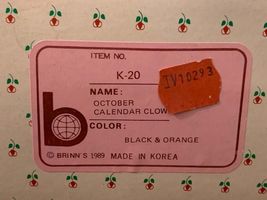 ITEM NO.
K-20
IV10293
NAME:
OCTOBER
CALENDAR CLOW
COLOR:
BLACK & ORANGE
b
© BRINN'S 1989 MADE IN KOREA